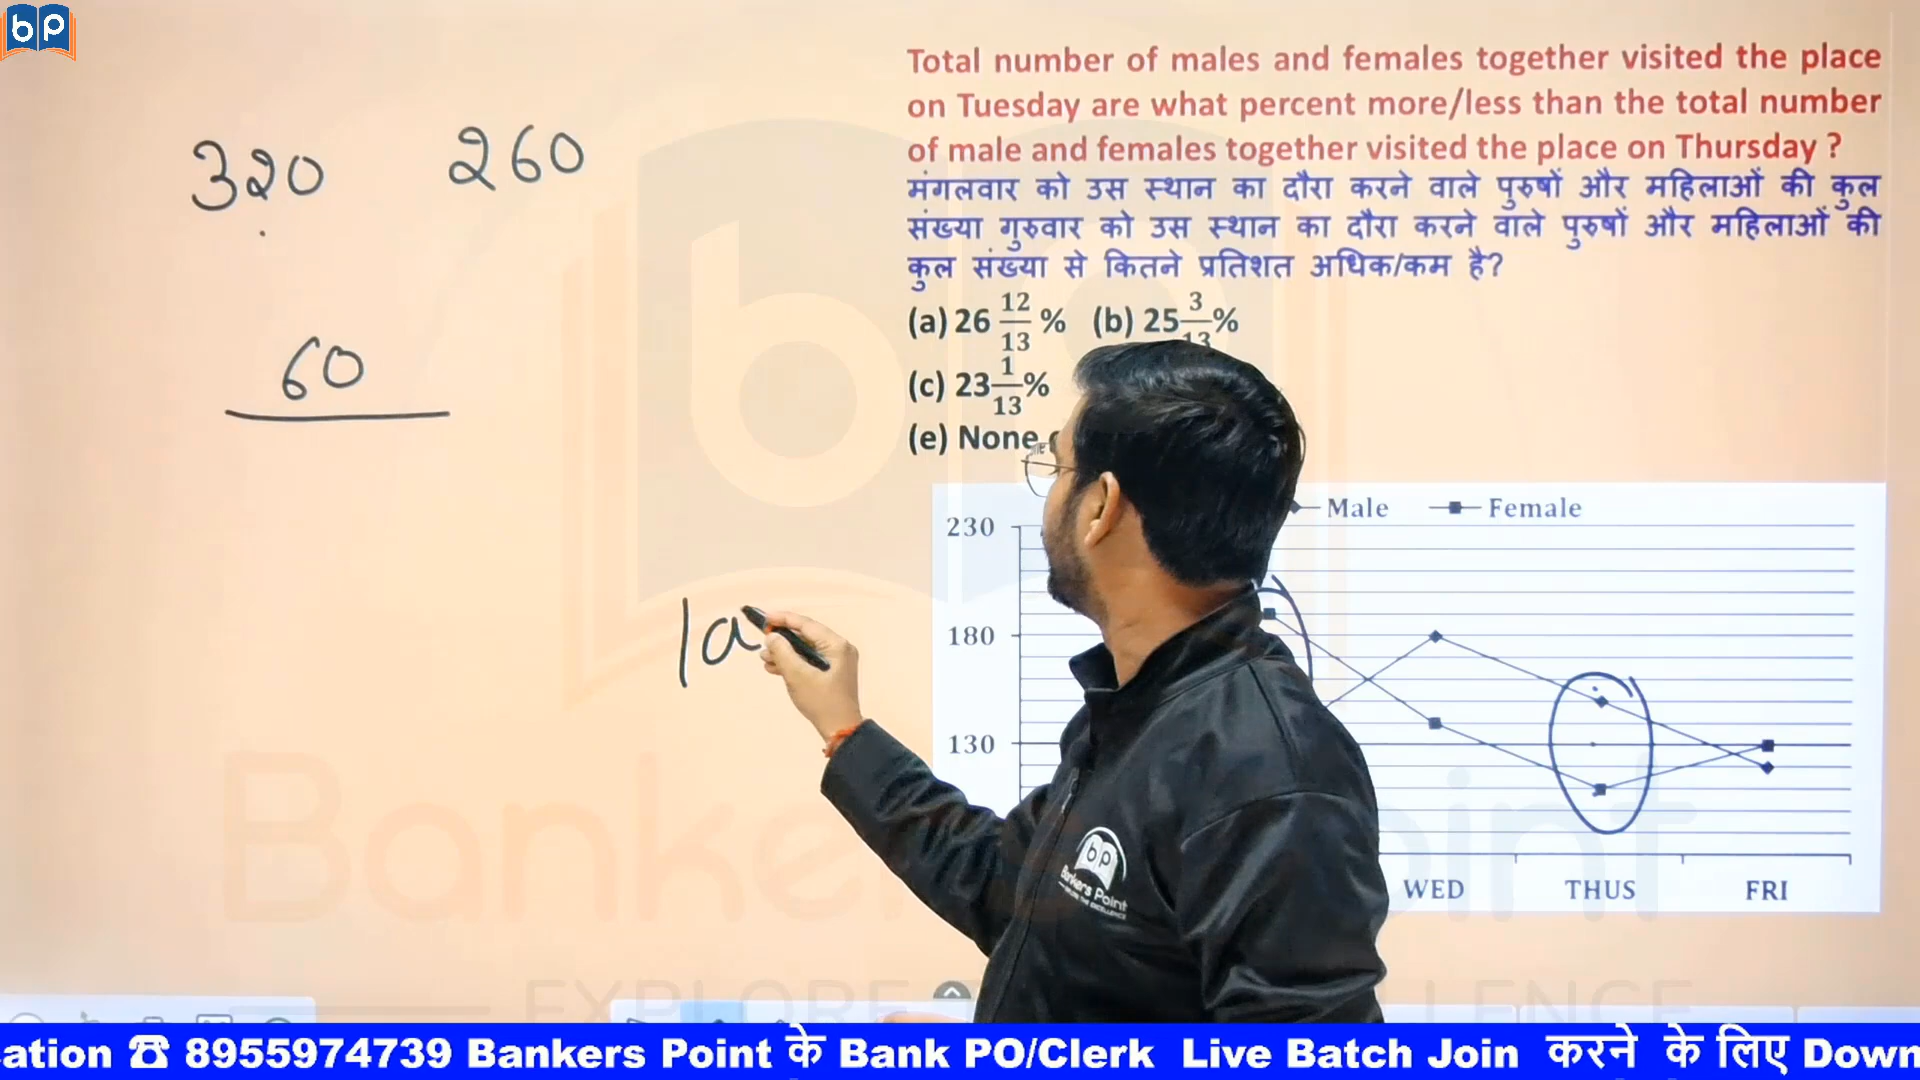 bp
Total number of males and females together visited the place
on Tuesday are what percent more/less than the total number
of male and females together visited the place on Thursday ?
मंगलवार को उस स्थान का दौरा करने वाले पुरुषों और महिलाओं की कुल
संख्या गुरुवार को उस स्थान का दौरा करने वाले पुरुषों और महिलाओं की
कुल संख्या से कितने प्रतिशत अधिक/कम है?
(a) 26 12/13 % (b) 25 3/13 %
(c) 23 1/13 %
(e) None
320 260
60
Male Female
230
180
130
WED THUS FRI
bp
Bankers Point
Bankers Point
EXPLORE
8955974739 Bankers Point के Bank PO/Clerk Live Batch Join करने के लिए